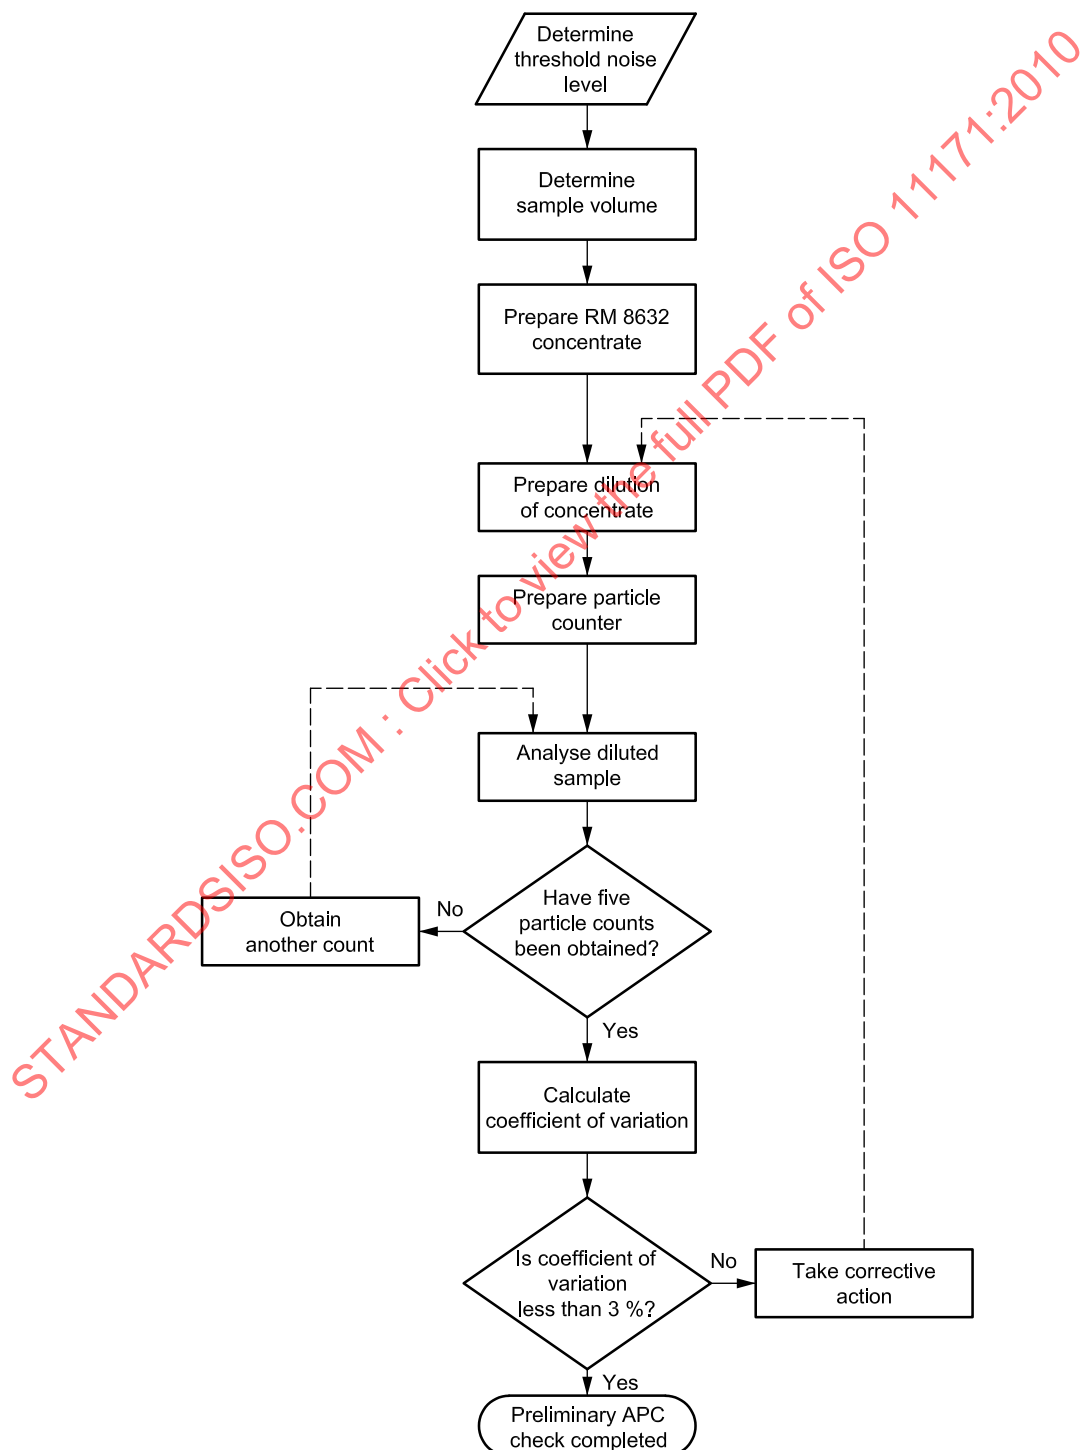 Determine
threshold noise
level
Determine
sample volume
Prepare RM 8632
concentrate
Prepare dilution
of concentrate
Prepare particle
counter
Analyse diluted
sample
Have five
particle counts
been obtained?
No
Obtain
another count
Yes
Calculate
coefficient of variation
Is coefficient of
variation
less than 3 %?
No
Take corrective
action
Yes
Preliminary APC
check completed
STANDARDSISO.COM : Click to view the full PDF of ISO 11171:2010